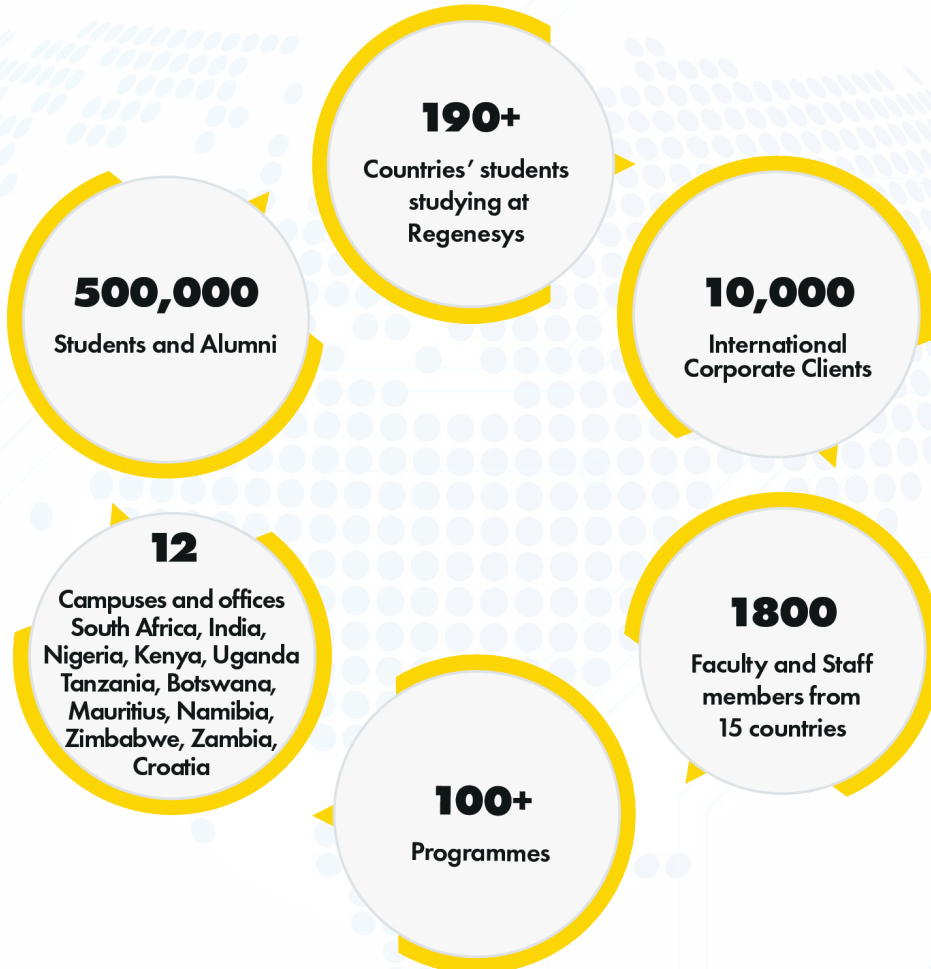 190+
Countries’ students
studying at
Regenesys
10,000
International
Corporate Clients
1800
Faculty and Staff
members from
15 countries
100+
Programmes
12
Campuses and offices
South Africa, India,
Nigeria, Kenya, Uganda
Tanzania, Botswana,
Mauritius, Namibia,
Zimbabwe, Zambia,
Croatia
500,000
Students and Alumni